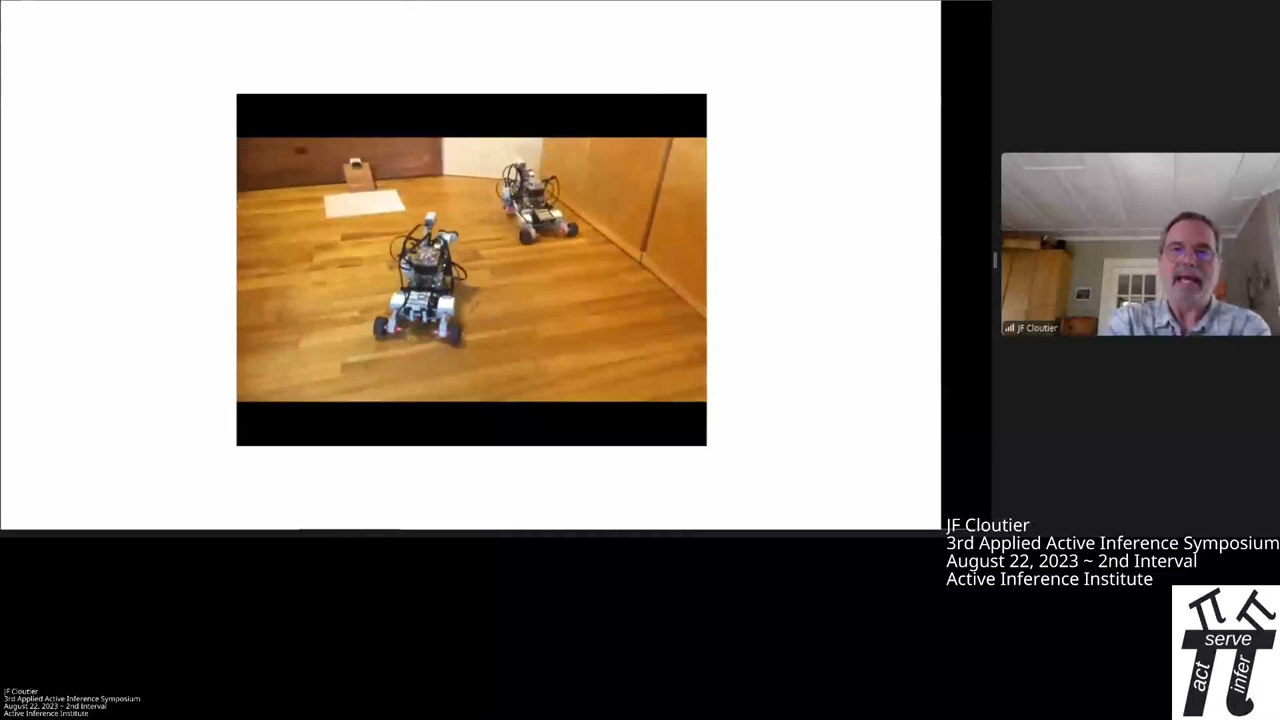 JF Cloutier
JF Cloutier
3rd Applied Active Inference Symposium
August 22, 2023 ~ 2nd Interval
Active Inference Institute
serve
act
infer
JF Cloutier
3rd Applied Active Inference Symposium
August 22, 2023 ~ 2nd Interval
Active Inference Institute